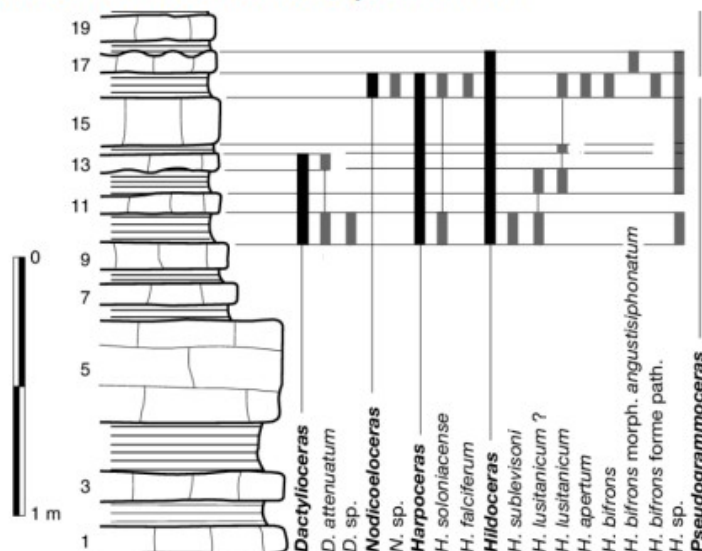 19
17
15
13
11
9
7
5
3
1
0
1 m
Dactylioceras
D. attenuatum
D. sp.
Nodicoeloceras
N. sp.
Harpoceras
H. soloniacense
H. falciferum
Hildoceras
H. sublevisoni
H. lusitanicum ?
H. lusitanicum
H. apertum
H. bifrons
H. bifrons morph. angustisiphonatum
H. bifrons forme path.
H. sp.
Pseudogrammoceras